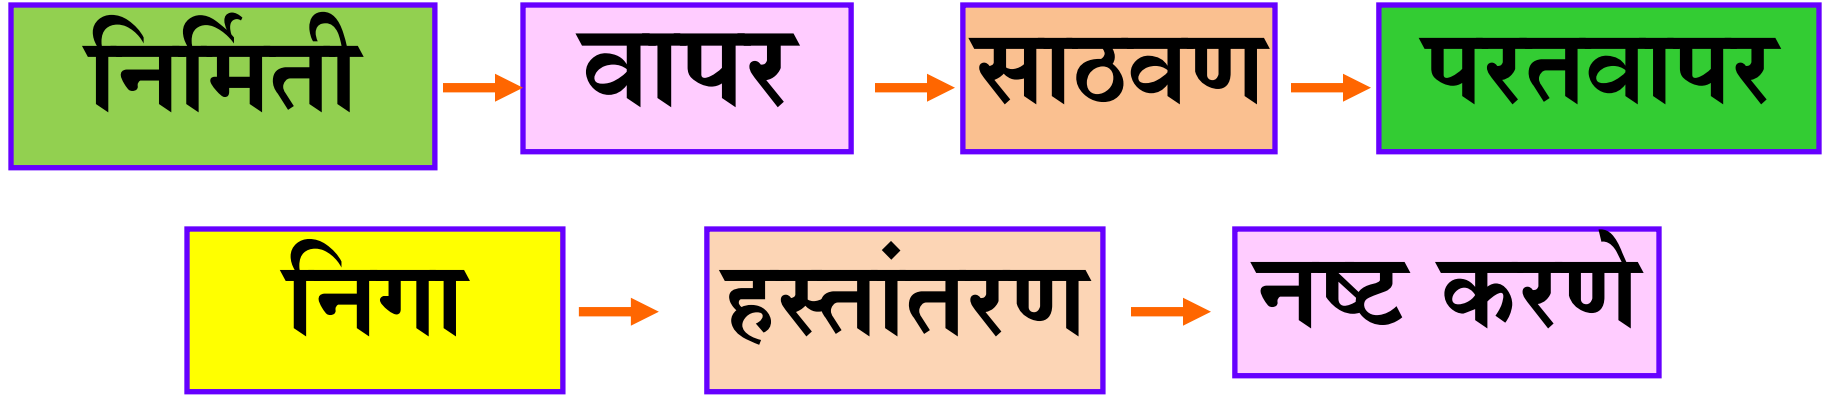 निर्मिती वापर साठवण परतवापर
निगा हस्तांतरण नष्ट करणे